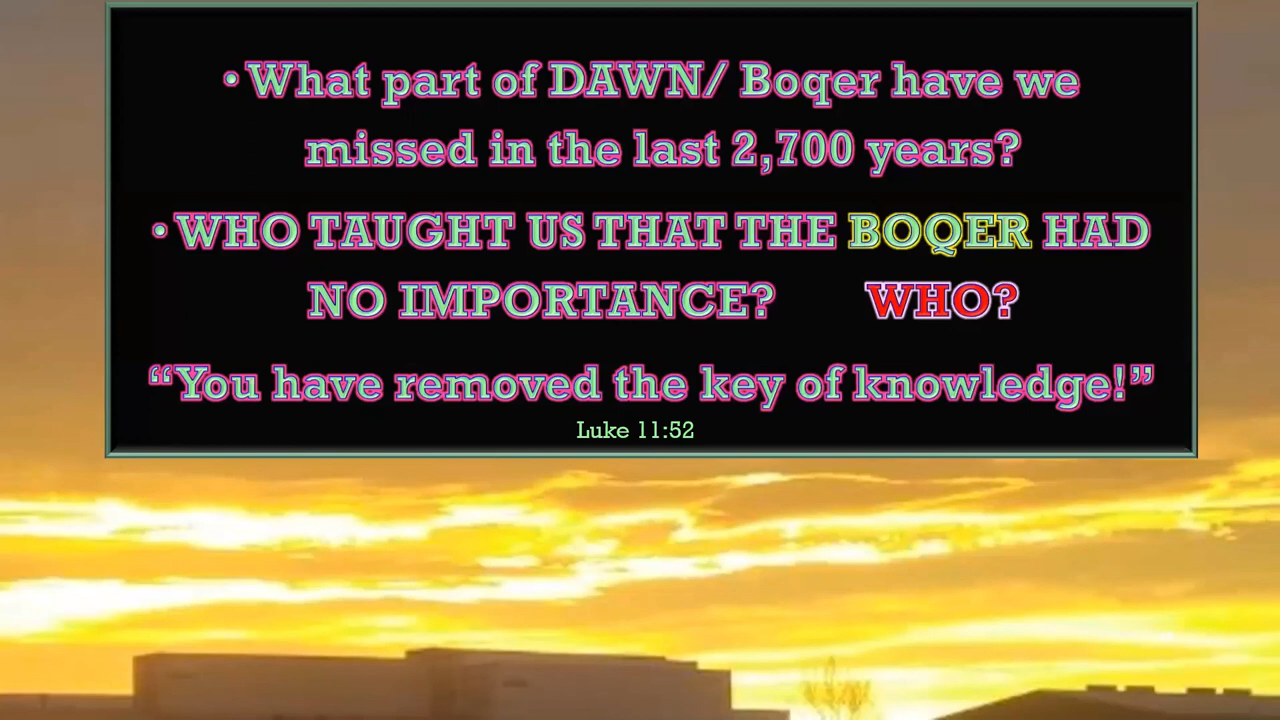 • What part of DAWN/ Boqer have we
missed in the last 2,700 years?
• WHO TAUGHT US THAT THE BOQER HAD
NO IMPORTANCE? WHO?
“You have removed the key of knowledge!”
Luke 11:52